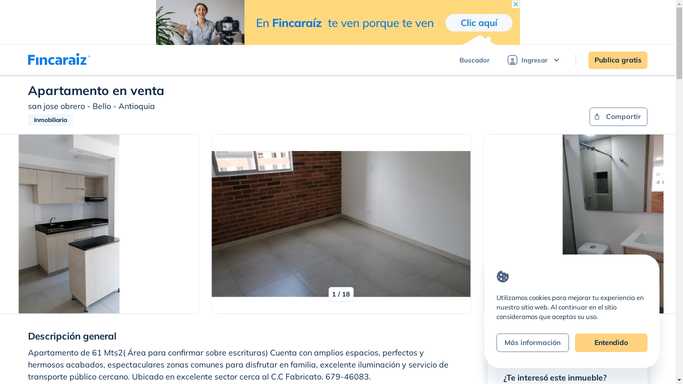 En Fincaraíz te ven porque te ven
Clic aquí
Fincaraiz
Buscador
Ingresar
Publica gratis
Apartamento en venta
san jose obrero - Bello - Antioquia
Inmobiliaria
Compartir
1 / 18
Utilizamos cookies para mejorar tu experiencia en
nuestro sitio web. Al continuar en el sitio
consideramos que aceptas su uso.
Más información
Entendido
Descripción general
Apartamento de 61 Mts2( Área para confirmar sobre escrituras) Cuenta con amplios espacios, perfectos y
hermosos acabados, espectaculares zonas comunes para disfrutar en familia, excelente iluminación y servicio de
transporte público cercano. Ubicado en excelente sector cerca al C.C Fabricato. 679-46083.
¿Te interesó este inmueble?